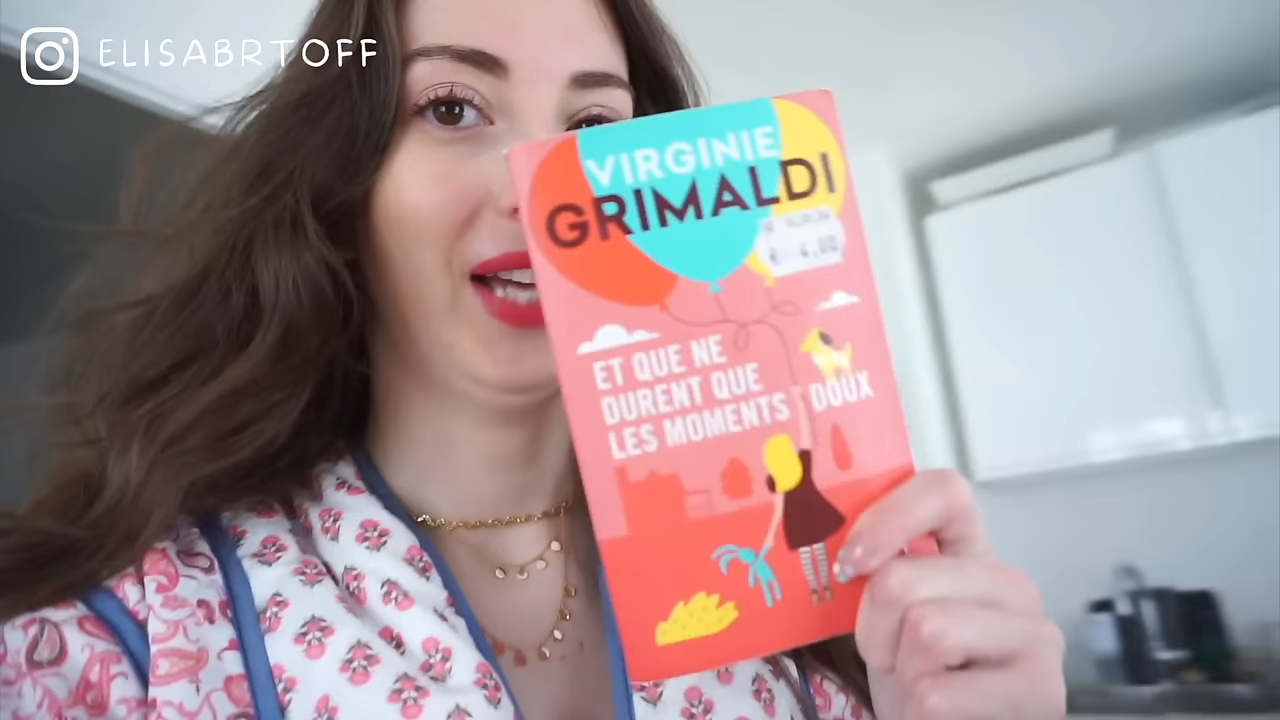 ELISABRTOFF
VIRGINIE
GRIMALDI
€ 4,00
ET QUE NE
DURENT QUE
LES MOMENTS DOUX